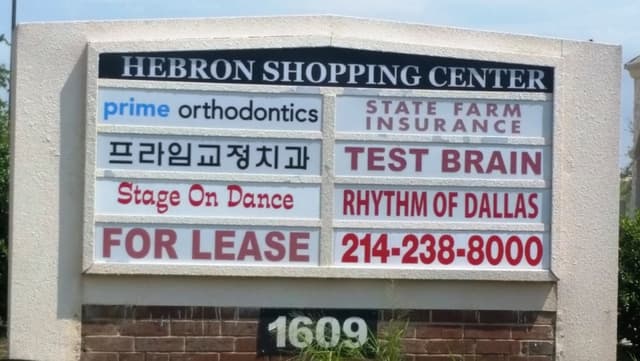 HEBRON SHOPPING CENTER
prime orthodontics
프라임교정치과
Stage On Dance
FOR LEASE
STATE FARM
INSURANCE
TEST BRAIN
RHYTHM OF DALLAS
214-238-8000
1609